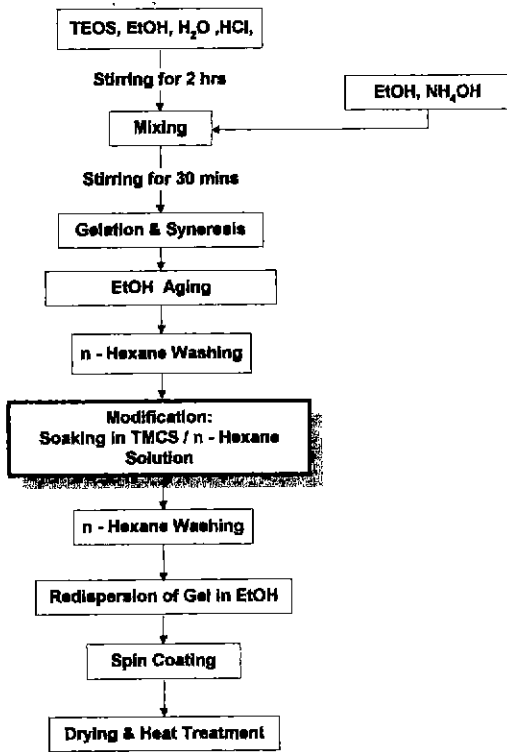 TEOS, EtOH, H₂O ,HCl,
Stirring for 2 hrs
EtOH, NH₄OH
Mixing
Stirring for 30 mins
Gelation & Syneresis
EtOH Aging
n - Hexane Washing
Modification:
Soaking in TMCS / n - Hexane
Solution
n - Hexane Washing
Redispersion of Gel in EtOH
Spin Coating
Drying & Heat Treatment